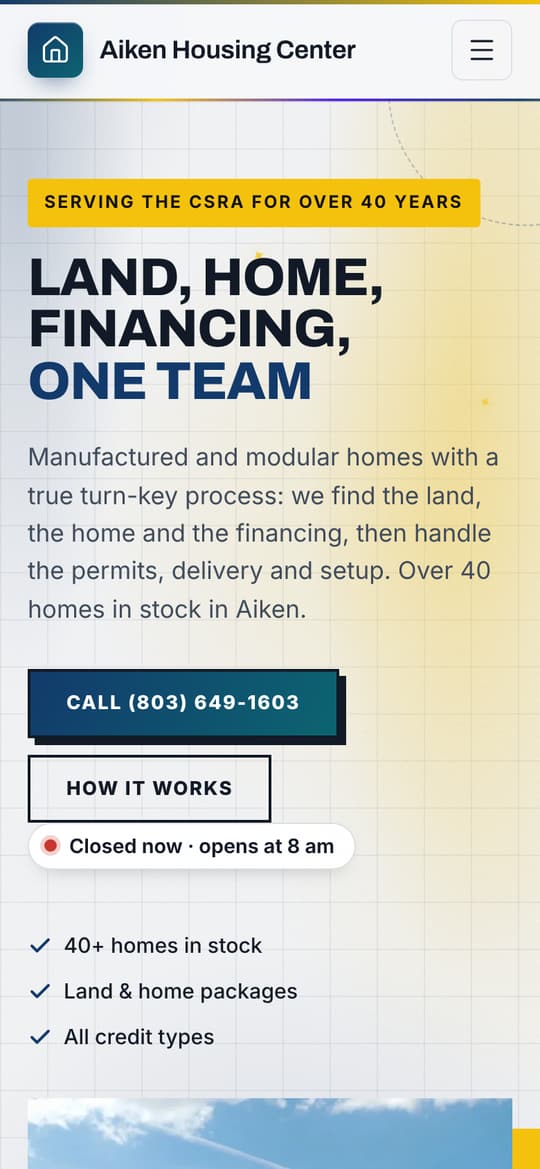 Aiken Housing Center
SERVING THE CSRA FOR OVER 40 YEARS
LAND, HOME,
FINANCING,
ONE TEAM
Manufactured and modular homes with a
true turn-key process: we find the land,
the home and the financing, then handle
the permits, delivery and setup. Over 40
homes in stock in Aiken.
CALL (803) 649-1603
HOW IT WORKS
Closed now · opens at 8 am
40+ homes in stock
Land & home packages
All credit types